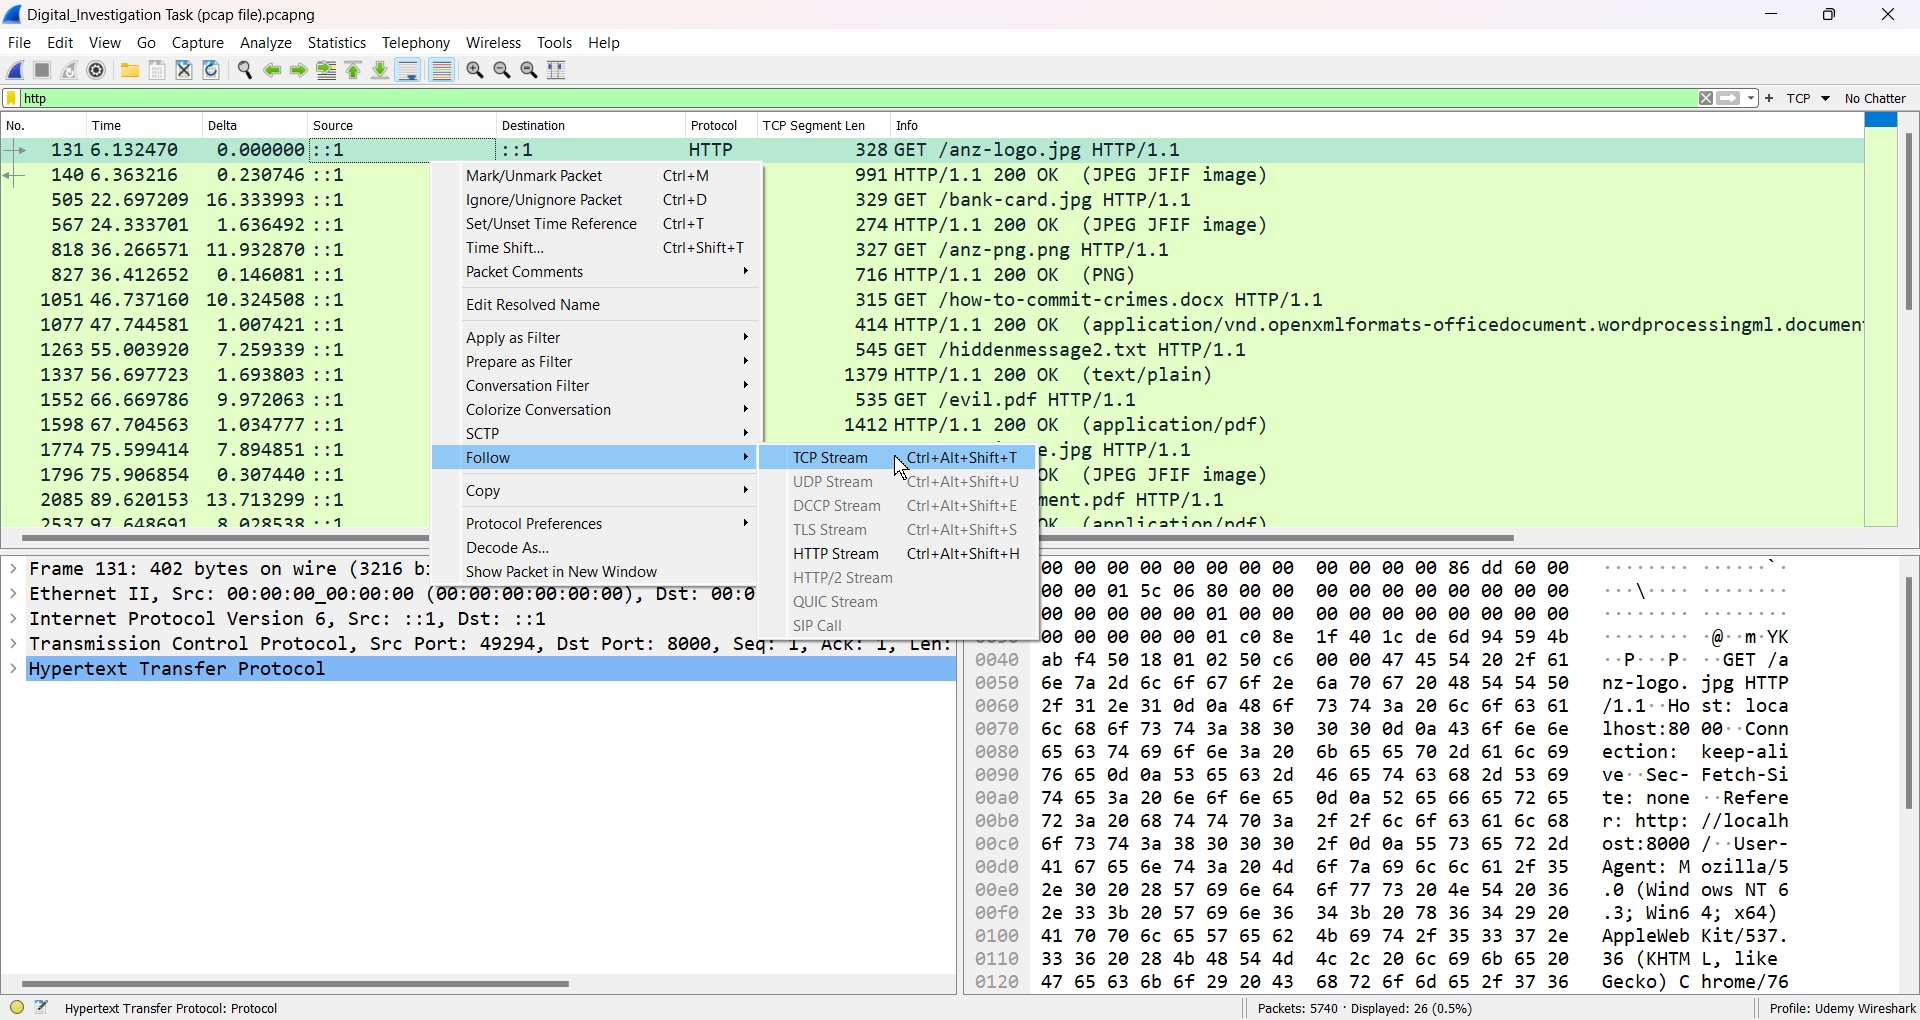 Digital_Investigation Task (pcap file).pcapng
File Edit View Go Capture Analyze Statistics Telephony Wireless Tools Help
http + TCP No Chatter
No. Time Delta Source Destination Protocol TCP Segment Len Info
131 6.132470 0.000000 ::1 ::1 HTTP 328 GET /anz-logo.jpg HTTP/1.1
140 6.363216 0.230746 ::1 991 HTTP/1.1 200 OK (JPEG JFIF image)
505 22.697209 16.333993 ::1 329 GET /bank-card.jpg HTTP/1.1
567 24.333701 1.636492 ::1 274 HTTP/1.1 200 OK (JPEG JFIF image)
818 36.266571 11.932870 ::1 327 GET /anz-png.png HTTP/1.1
827 36.412652 0.146081 ::1 716 HTTP/1.1 200 OK (PNG)
1051 46.737160 10.324508 ::1 315 GET /how-to-commit-crimes.docx HTTP/1.1
1077 47.744581 1.007421 ::1 414 HTTP/1.1 200 OK (application/vnd.openxmlformats-officedocument.wordprocessingml.documen
1263 55.003920 7.259339 ::1 545 GET /hiddenmessage2.txt HTTP/1.1
1337 56.697723 1.693803 ::1 1379 HTTP/1.1 200 OK (text/plain)
1552 66.669786 9.972063 ::1 535 GET /evil.pdf HTTP/1.1
1598 67.704563 1.034777 ::1 1412 HTTP/1.1 200 OK (application/pdf)
1774 75.599414 7.894851 ::1 e.jpg HTTP/1.1
1796 75.906854 0.307440 ::1 OK (JPEG JFIF image)
2085 89.620153 13.713299 ::1 ment.pdf HTTP/1.1
2537 97.648691 8.028538 ::1 OK (application/pdf)
Mark/Unmark Packet Ctrl+M
Ignore/Unignore Packet Ctrl+D
Set/Unset Time Reference Ctrl+T
Time Shift... Ctrl+Shift+T
Packet Comments
Edit Resolved Name
Apply as Filter
Prepare as Filter
Conversation Filter
Colorize Conversation
SCTP
Follow
Copy
Protocol Preferences
Decode As...
Show Packet in New Window
TCP Stream Ctrl+Alt+Shift+T
UDP Stream Ctrl+Alt+Shift+U
DCCP Stream Ctrl+Alt+Shift+E
TLS Stream Ctrl+Alt+Shift+S
HTTP Stream Ctrl+Alt+Shift+H
HTTP/2 Stream
QUIC Stream
SIP Call
Frame 131: 402 bytes on wire (3216 bi
Ethernet II, Src: 00:00:00_00:00:00 (00:00:00:00:00:00), Dst: 00:0
Internet Protocol Version 6, Src: ::1, Dst: ::1
Transmission Control Protocol, Src Port: 49294, Dst Port: 8000, Seq: 1, Ack: 1, Len:
Hypertext Transfer Protocol
00 00 00 00 00 00 00 00 00 00 00 00 86 dd 60 00 ········ ······`·
00 00 01 5c 06 80 00 00 00 00 00 00 00 00 00 00 ···\···· ········
00 00 00 00 00 01 00 00 00 00 00 00 00 00 00 00 ········ ········
00 00 00 00 00 01 c0 8e 1f 40 1c de 6d 94 59 4b ········ ·@··m·YK
0040 ab f4 50 18 01 02 50 c6 00 00 47 45 54 20 2f 61 ··P···P· ··GET /a
0050 6e 7a 2d 6c 6f 67 6f 2e 6a 70 67 20 48 54 54 50 nz-logo. jpg HTTP
0060 2f 31 2e 31 0d 0a 48 6f 73 74 3a 20 6c 6f 63 61 /1.1··Ho st: loca
0070 6c 68 6f 73 74 3a 38 30 30 30 0d 0a 43 6f 6e 6e lhost:80 00··Conn
0080 65 63 74 69 6f 6e 3a 20 6b 65 65 70 2d 61 6c 69 ection: keep-ali
0090 76 65 0d 0a 53 65 63 2d 46 65 74 63 68 2d 53 69 ve··Sec- Fetch-Si
00a0 74 65 3a 20 6e 6f 6e 65 0d 0a 52 65 66 65 72 65 te: none ··Refere
00b0 72 3a 20 68 74 74 70 3a 2f 2f 6c 6f 63 61 6c 68 r: http: //localh
00c0 6f 73 74 3a 38 30 30 30 2f 0d 0a 55 73 65 72 2d ost:8000 /··User-
00d0 41 67 65 6e 74 3a 20 4d 6f 7a 69 6c 6c 61 2f 35 Agent: M ozilla/5
00e0 2e 30 20 28 57 69 6e 64 6f 77 73 20 4e 54 20 36 .0 (Wind ows NT 6
00f0 2e 33 3b 20 57 69 6e 36 34 3b 20 78 36 34 29 20 .3; Win6 4; x64)
0100 41 70 70 6c 65 57 65 62 4b 69 74 2f 35 33 37 2e AppleWeb Kit/537.
0110 33 36 20 28 4b 48 54 4d 4c 2c 20 6c 69 6b 65 20 36 (KHTM L, like
0120 47 65 63 6b 6f 29 20 43 68 72 6f 6d 65 2f 37 36 Gecko) C hrome/76
Hypertext Transfer Protocol: Protocol Packets: 5740 · Displayed: 26 (0.5%) Profile: Udemy Wireshark